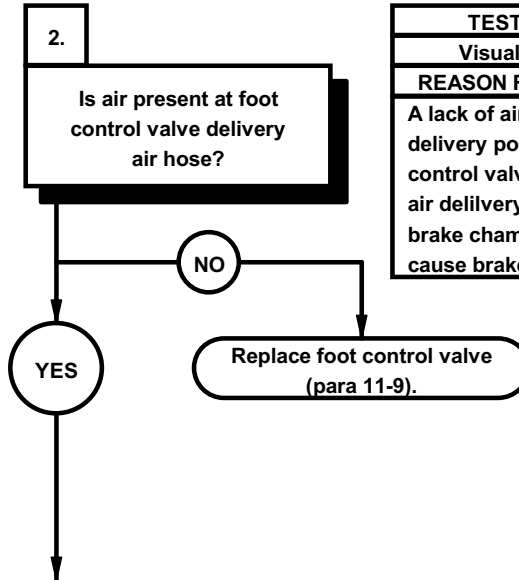 2.
Is air present at foot
control valve delivery
air hose?
NO
YES
Replace foot control valve
(para 11-9).
TEST
Visual
REASON F
A lack of air
delivery po
control valv
air delilvery
brake cham
cause brake